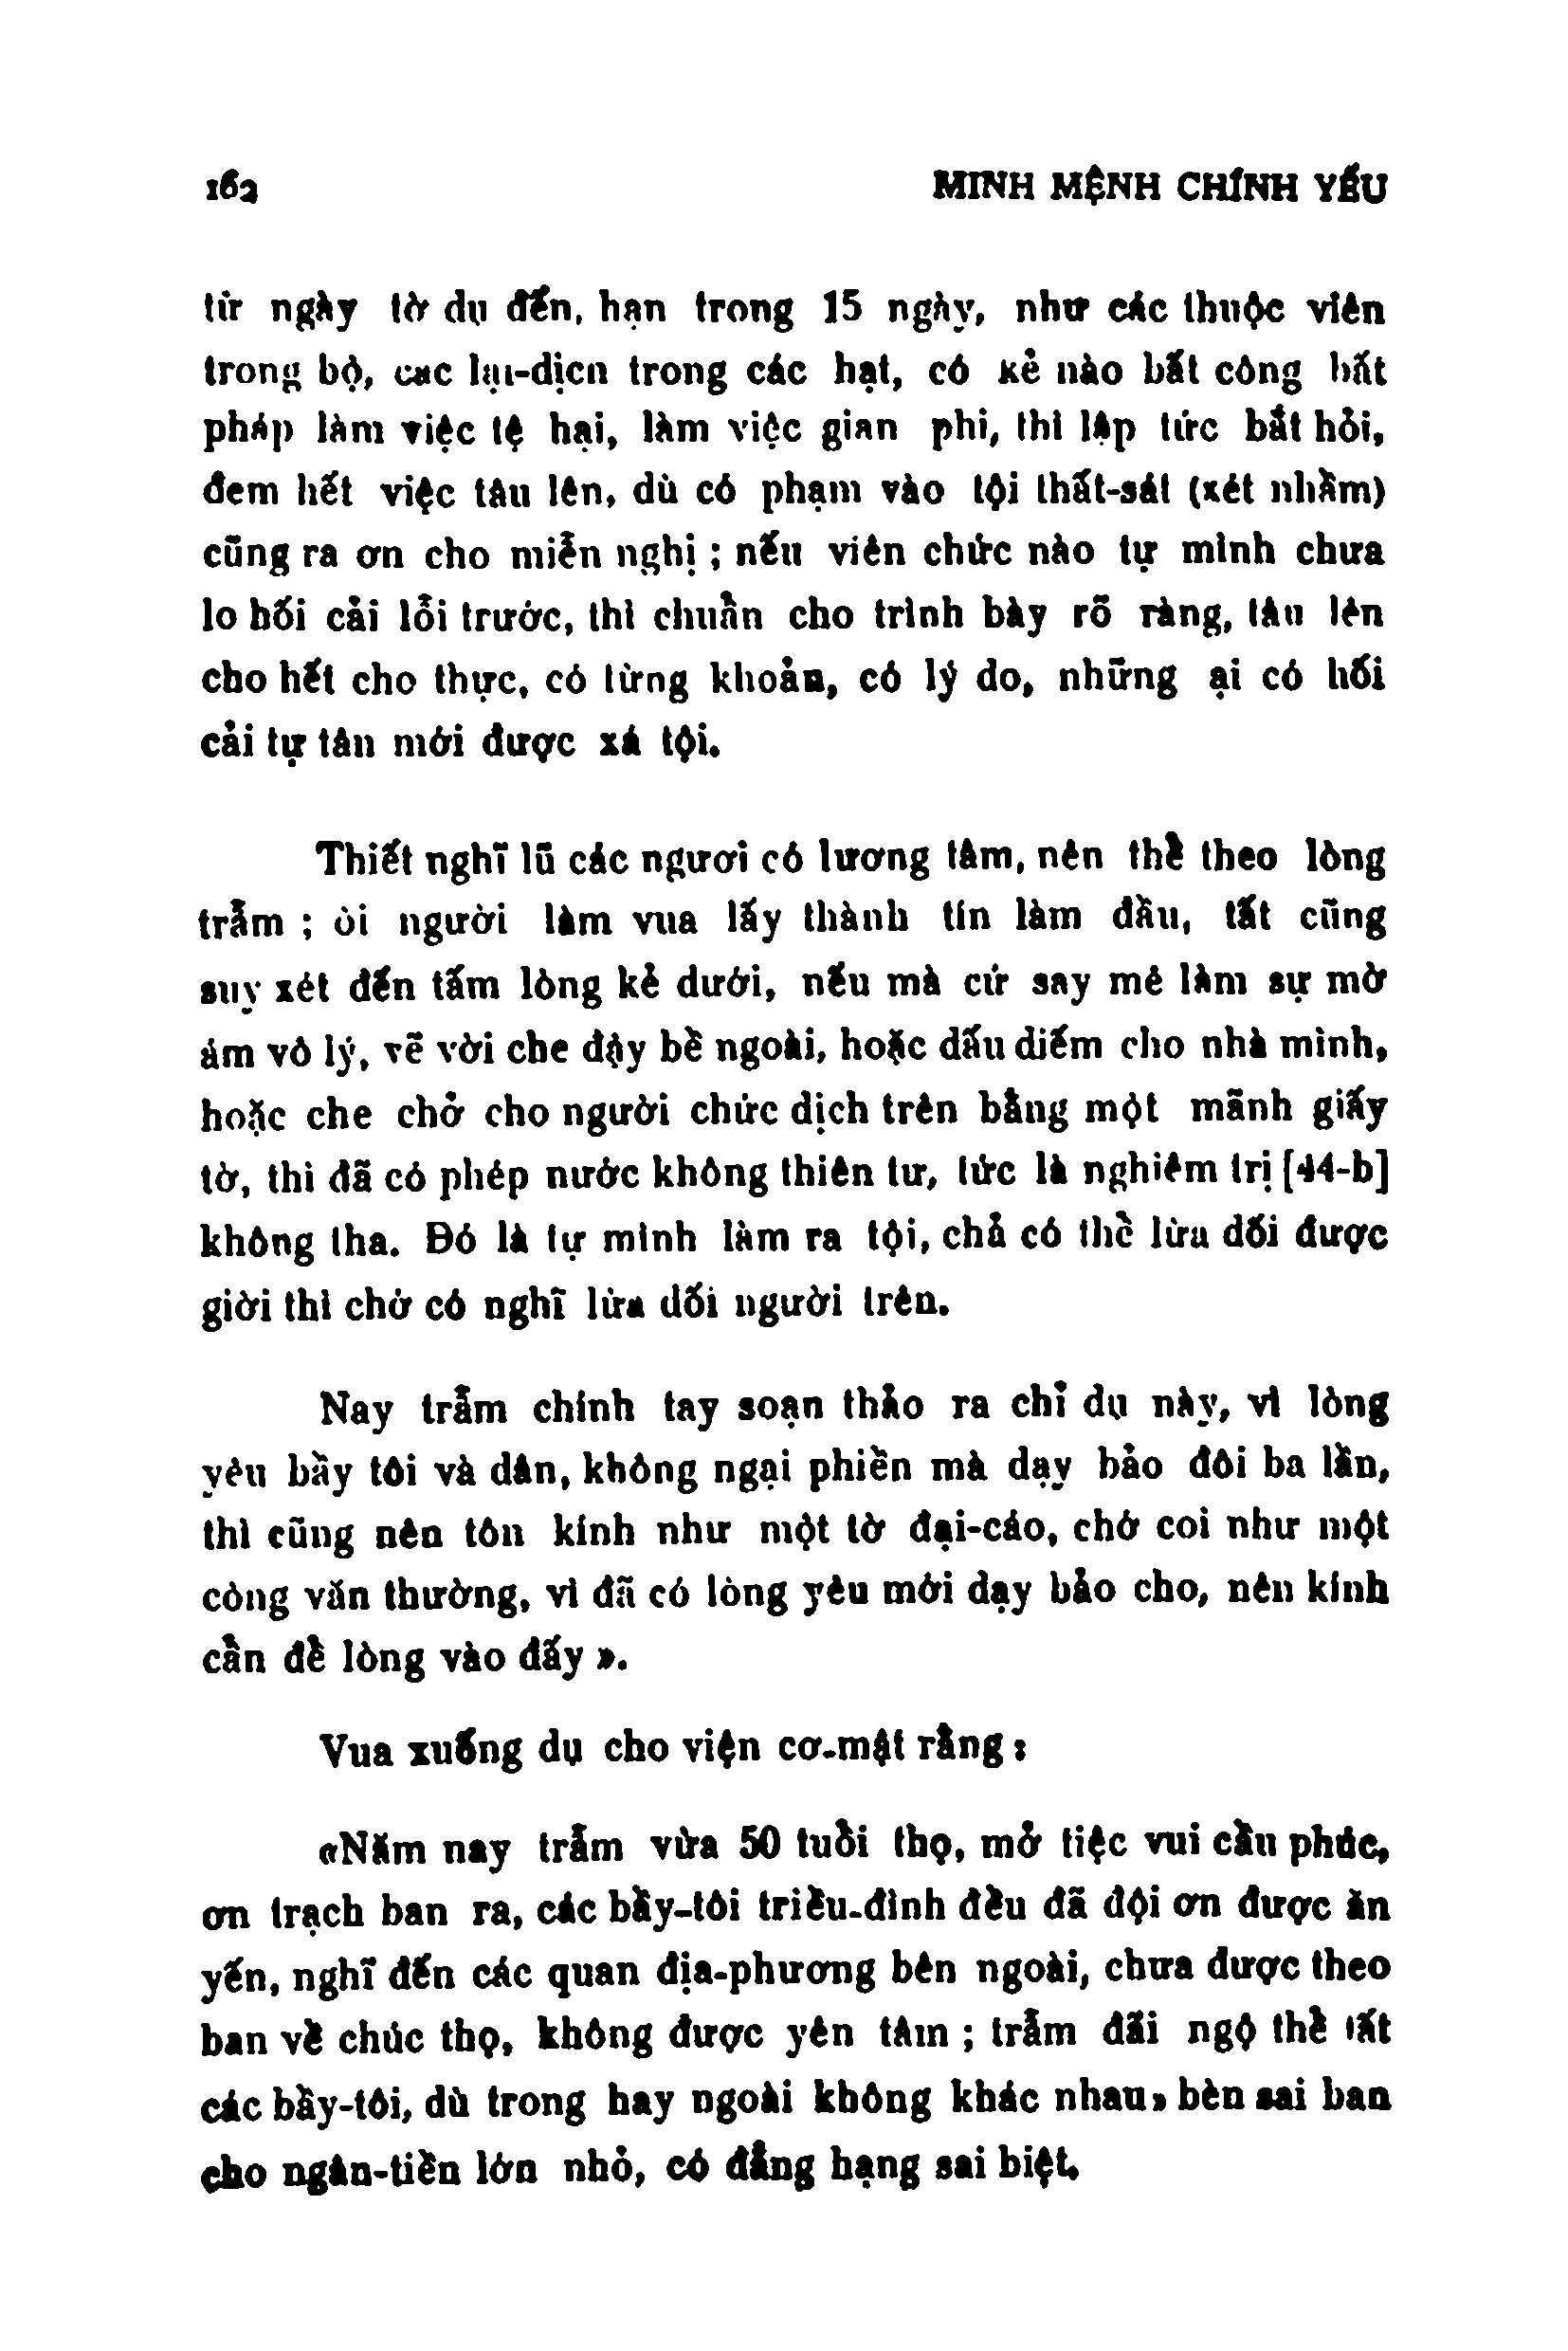 162 MINH MỆNH CHÍNH YẾU
từ ngày tờ dụ đến, hạn trong 15 ngày, như các thuộc viên
trong bộ, các lại-dịch trong các hạt, có kẻ nào bất công bất
pháp làm việc tệ hại, làm việc gian phi, thì lập tức bắt hỏi,
đem hết việc tâu lên, dù có phạm vào tội thất-sát (xét nhầm)
cũng ra ơn cho miễn nghị ; nếu viên chức nào tự mình chưa
lo hối cải lỗi trước, thì chuẩn cho trình bày rõ ràng, tâu lên
cho hết cho thực, có từng khoản, có lý do, những ại có hối
cải tự tân mới được xá tội.
Thiết nghĩ lũ các ngươi có lương tâm, nên thể theo lòng
trẫm ; ôi người làm vua lấy thành tín làm đầu, tất cũng
suy xét đến tấm lòng kẻ dưới, nếu mà cứ say mê làm sự mờ
ám vô lý, vẽ vời che đậy bề ngoài, hoặc dấu diếm cho nhà mình,
hoặc che chở cho người chức dịch trên bằng một mãnh giấy
tờ, thì đã có phép nước không thiên tư, tức là nghiêm trị [44-b]
không tha. Đó là tự mình làm ra tội, chả có thể lừa dối được
giời thì chớ có nghĩ lừa dối người trên.
Nay trẫm chính tay soạn thảo ra chỉ dụ này, vì lòng
yêu bầy tôi và dân, không ngại phiền mà dạy bảo đôi ba lần,
thì cũng nên tôn kính như một tờ đại-cáo, chớ coi như một
công văn thường, vì đã có lòng yêu mới dạy bảo cho, nên kính
cần để lòng vào đấy ».
Vua xuống dụ cho viện cơ-mật rằng :
«Năm nay trẫm vừa 50 tuổi thọ, mở tiệc vui cầu phúc,
ơn trạch ban ra, các bầy-tôi triều-đình đều đã đội ơn được ăn
yến, nghĩ đến các quan địa-phương bên ngoài, chưa được theo
ban về chúc thọ, không được yên tâm ; trẫm đãi ngộ thể tất
các bầy-tôi, dù trong hay ngoài không khác nhau» bèn sai ban
cho ngân-tiền lớn nhỏ, có đẳng hạng sai biệt.